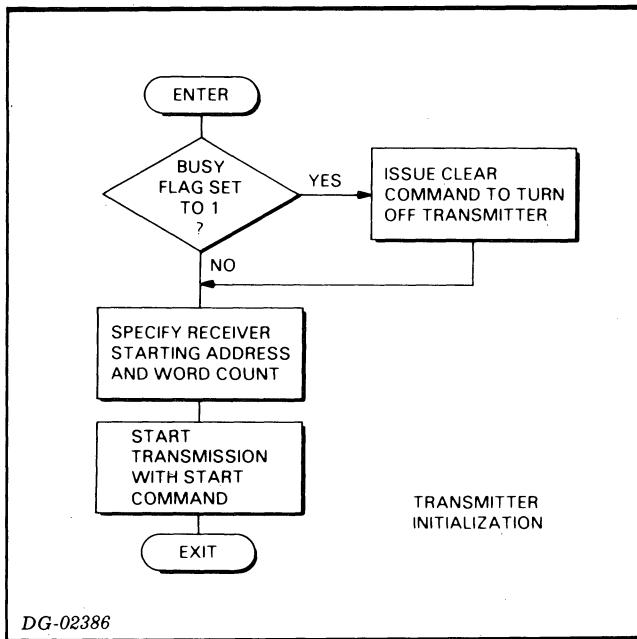 ENTER
BUSY
FLAG SET
TO 1
?
YES
ISSUE CLEAR
COMMAND TO TURN
OFF TRANSMITTER
NO
SPECIFY RECEIVER
STARTING ADDRESS
AND WORD COUNT
START
TRANSMISSION
WITH START
COMMAND
TRANSMITTER
INITIALIZATION
EXIT
DG-02386